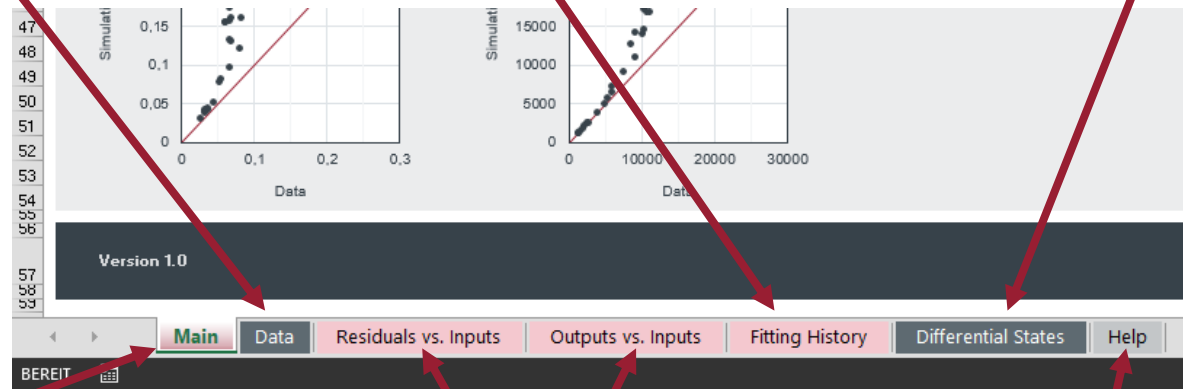 47
48
49
50
51
52
53
54
55
56
57
58
59
Simulati
0,15
0,1
0,05
0
0
0,1
0,2
0,3
Data
Simulati
15000
10000
5000
0
0
10000
20000
30000
Data
Version 1.0
Main
Data
Residuals vs. Inputs
Outputs vs. Inputs
Fitting History
Differential States
Help
BEREIT